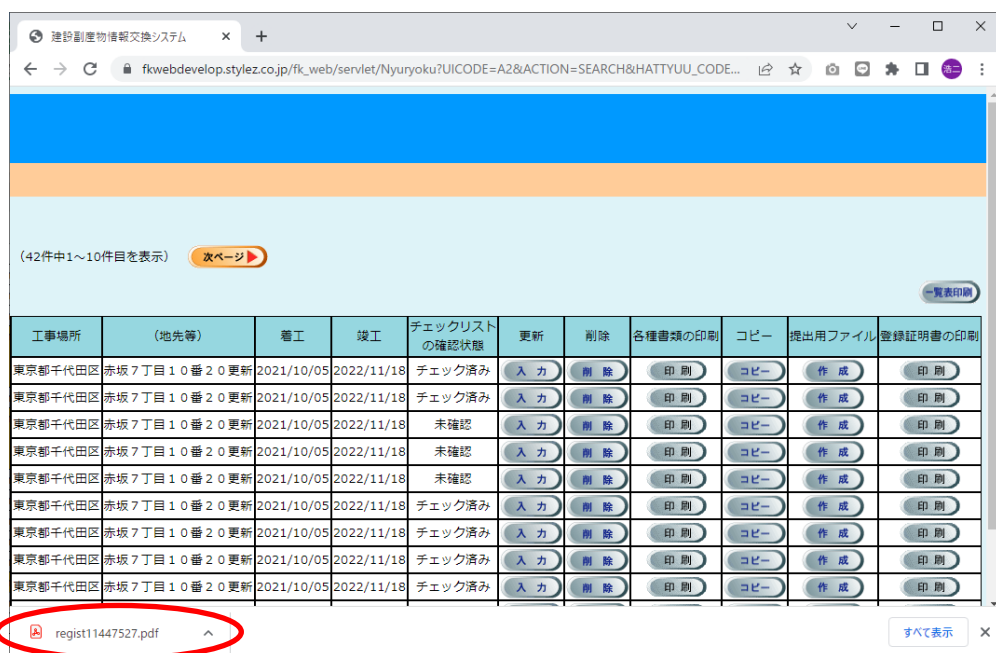 建設副産物情報交換システム
fkwebdevelop.stylez.co.jp/fk_web/servlet/Nyuryoku?UICODE=A2&ACTION=SEARCH&HATTYUU_CODE... 浩二
（42件中1～10件目を表示） 次ページ
一覧表印刷
工事場所 （地先等） 着工 竣工 チェックリストの確認状態 更新 削除 各種書類の印刷 コピー 提出用ファイル 登録証明書の印刷
東京都千代田区 赤坂７丁目１０番２０更新 2021/10/05 2022/11/18 チェック済み 入力 削除 印刷 コピー 作成 印刷
東京都千代田区 赤坂７丁目１０番２０更新 2021/10/05 2022/11/18 チェック済み 入力 削除 印刷 コピー 作成 印刷
東京都千代田区 赤坂７丁目１０番２０更新 2021/10/05 2022/11/18 未確認 入力 削除 印刷 コピー 作成 印刷
東京都千代田区 赤坂７丁目１０番２０更新 2021/10/05 2022/11/18 未確認 入力 削除 印刷 コピー 作成 印刷
東京都千代田区 赤坂７丁目１０番２０更新 2021/10/05 2022/11/18 未確認 入力 削除 印刷 コピー 作成 印刷
東京都千代田区 赤坂７丁目１０番２０更新 2021/10/05 2022/11/18 チェック済み 入力 削除 印刷 コピー 作成 印刷
東京都千代田区 赤坂７丁目１０番２０更新 2021/10/05 2022/11/18 チェック済み 入力 削除 印刷 コピー 作成 印刷
東京都千代田区 赤坂７丁目１０番２０更新 2021/10/05 2022/11/18 チェック済み 入力 削除 印刷 コピー 作成 印刷
東京都千代田区 赤坂７丁目１０番２０更新 2021/10/05 2022/11/18 チェック済み 入力 削除 印刷 コピー 作成 印刷
regist11447527.pdf すべて表示